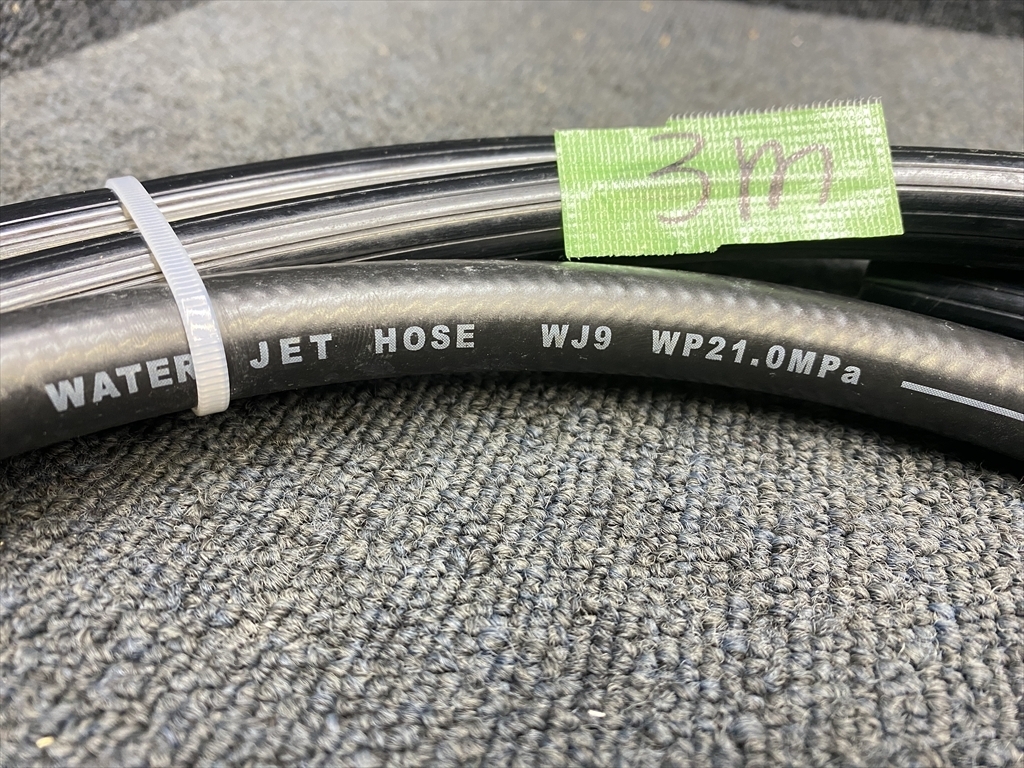 3m
WATER JET HOSE WJ9 WP21.0MPa